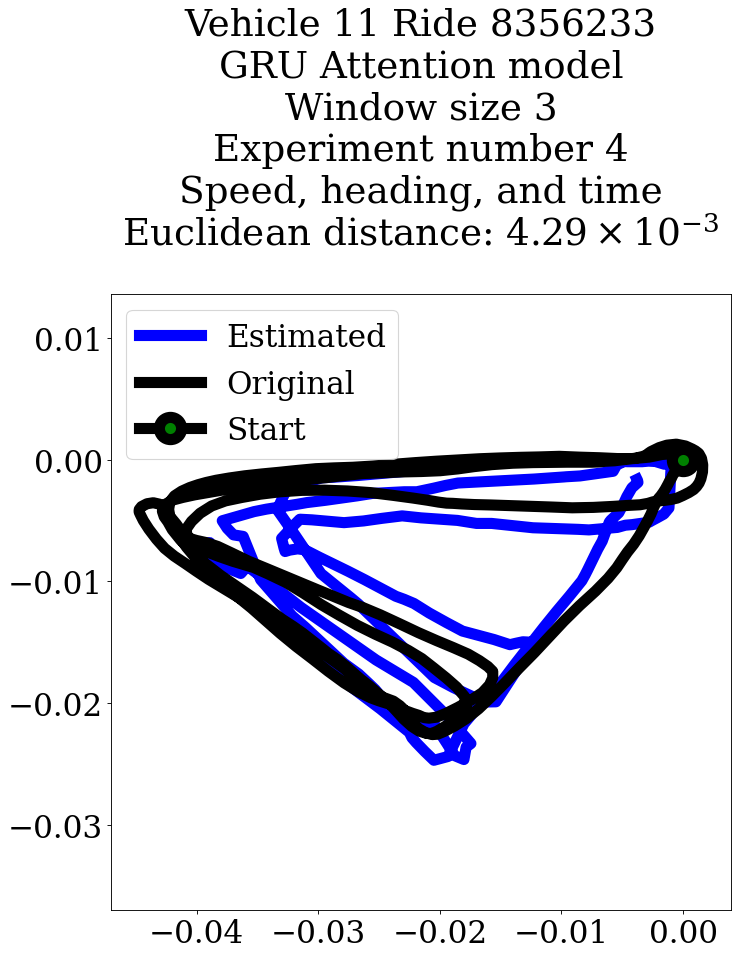 Vehicle 11 Ride 8356233
GRU Attention model
Window size 3
Experiment number 4
Speed, heading, and time
Euclidean distance: 4.29 × 10⁻³
Estimated
Original
Start
0.01
0.00
−0.01
−0.02
−0.03
−0.04 −0.03 −0.02 −0.01 0.00